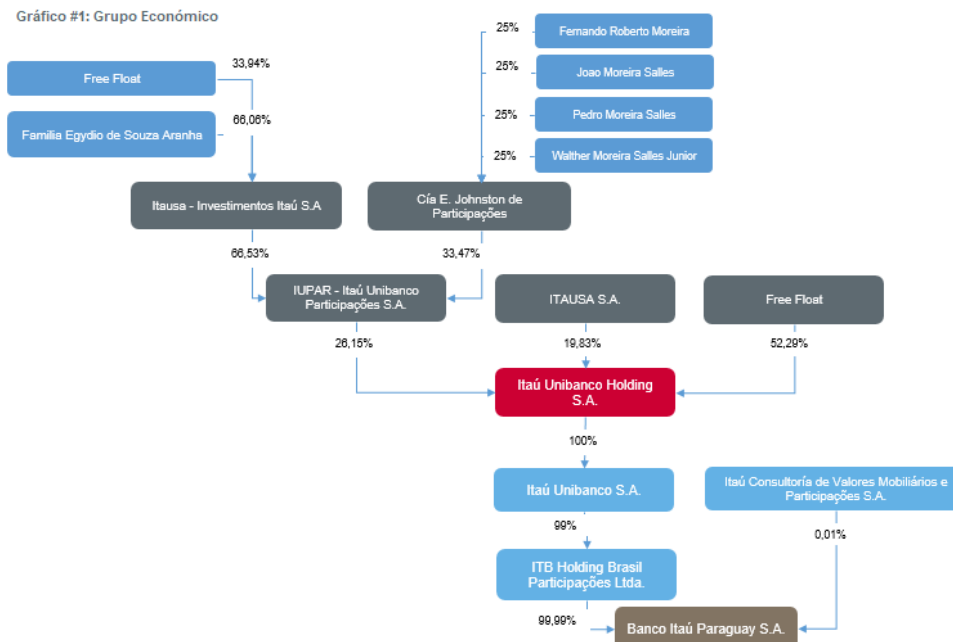 Gráfico #1: Grupo Económico
25%
Fernando Roberto Moreira
33,94%
Free Float
25%
Joao Moreira Salles
66,06%
Familia Egydio de Souza Aranha
25%
Pedro Moreira Salles
25%
Walther Moreira Salles Junior
Itausa - Investimentos Itaú S.A
Cía E. Johnston de
Participações
66,53%
33,47%
IUPAR - Itaú Unibanco
Participações S.A.
ITAUSA S.A.
Free Float
26,15%
19,83%
52,29%
Itaú Unibanco Holding
S.A.
100%
Itaú Unibanco S.A.
Itaú Consultoría de Valores Mobiliários e
Participações S.A.
99%
0,01%
ITB Holding Brasil
Participações Ltda.
99,99%
Banco Itaú Paraguay S.A.